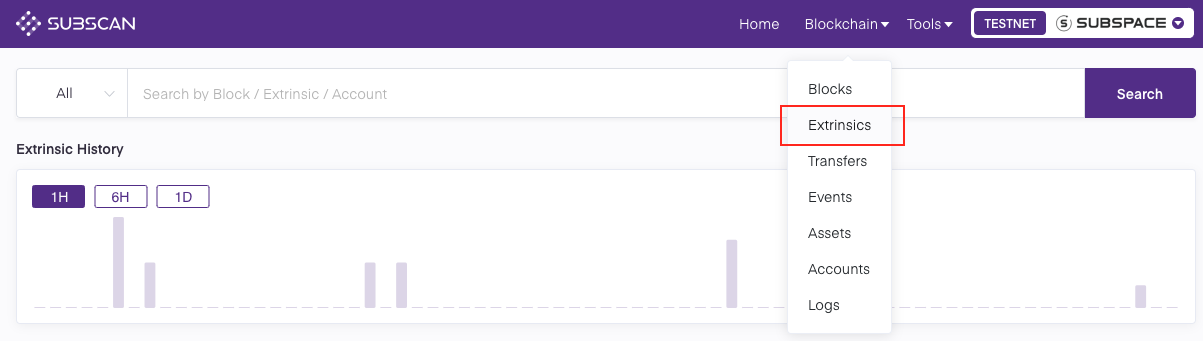 SUBSCAN
Home Blockchain Tools TESTNET SUBSPACE
All Search by Block / Extrinsic / Account Search
Blocks
Extrinsics
Transfers
Events
Assets
Accounts
Logs
Extrinsic History
1H 6H 1D